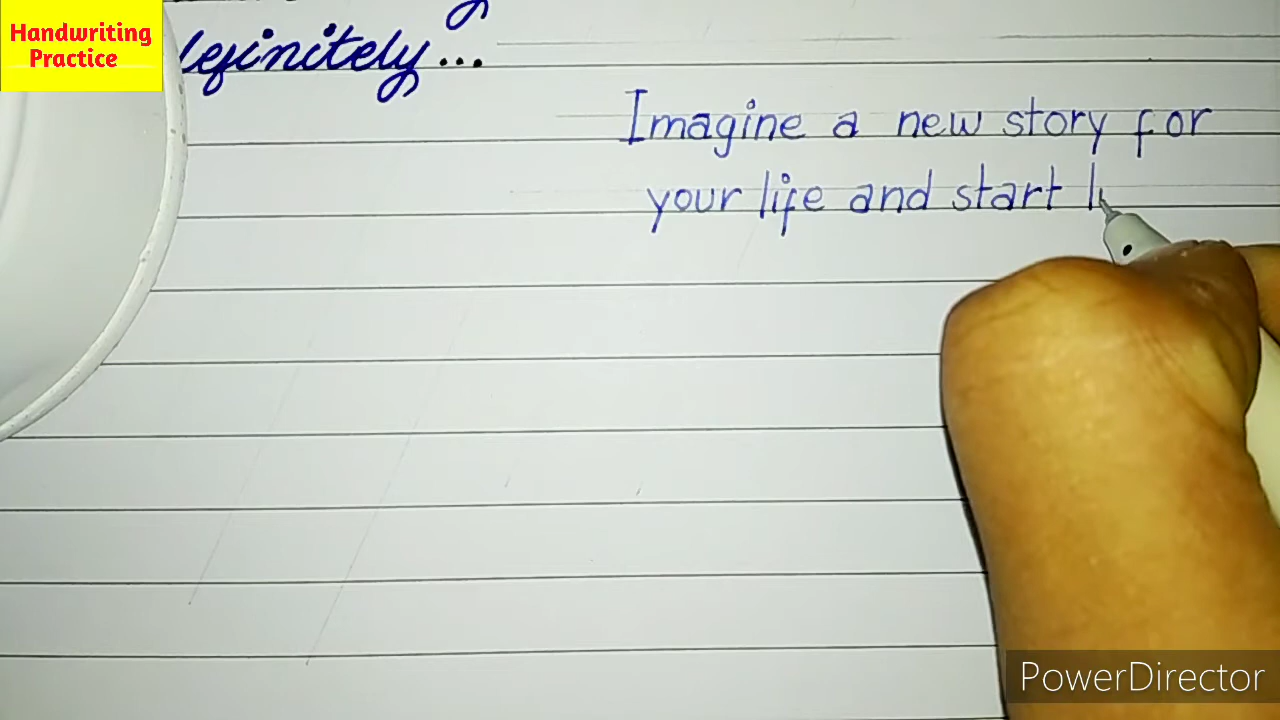 Handwriting
Practice
definitely...
Imagine a new story for
your life and start l
PowerDirector